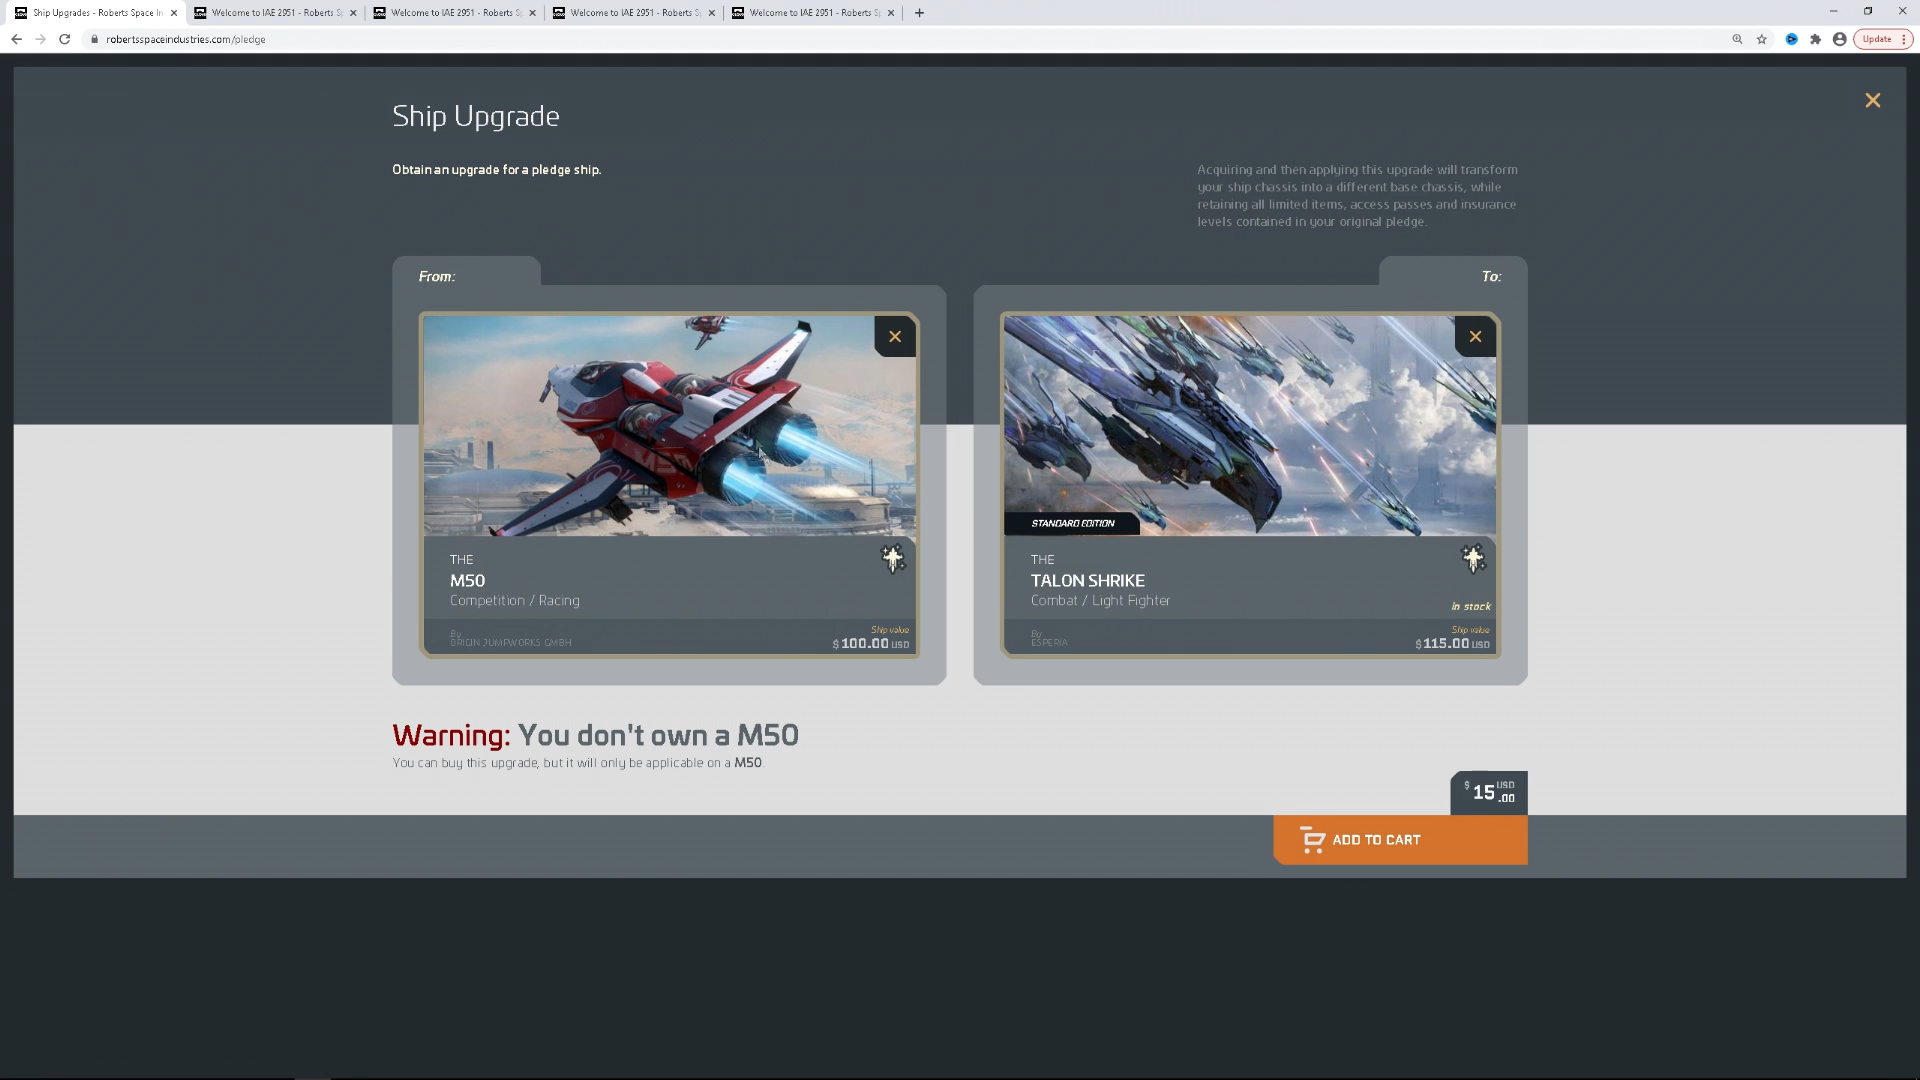 Ship Upgrades - Roberts Space In
Welcome to IAE 2951 - Roberts S
Welcome to IAE 2951 - Roberts S
Welcome to IAE 2951 - Roberts S
Welcome to IAE 2951 - Roberts S
robertsspaceindustries.com/pledge
Update
Ship Upgrade
Obtain an upgrade for a pledge ship.
Acquiring and then applying this upgrade will transform
your ship chassis into a different base chassis, while
retaining all limited items, access passes and insurance
levels contained in your original pledge.
From:
To:
STANDARD EDITION
THE
M50
Competition / Racing
By
ORIGIN JUMPWORKS GMBH
Ship value
$ 100.00 USD
THE
TALON SHRIKE
Combat / Light Fighter
in stock
By
ESPERIA
Ship value
$ 115.00 USD
Warning: You don't own a M50
You can buy this upgrade, but it will only be applicable on a M50.
$ 15 .00 USD
ADD TO CART